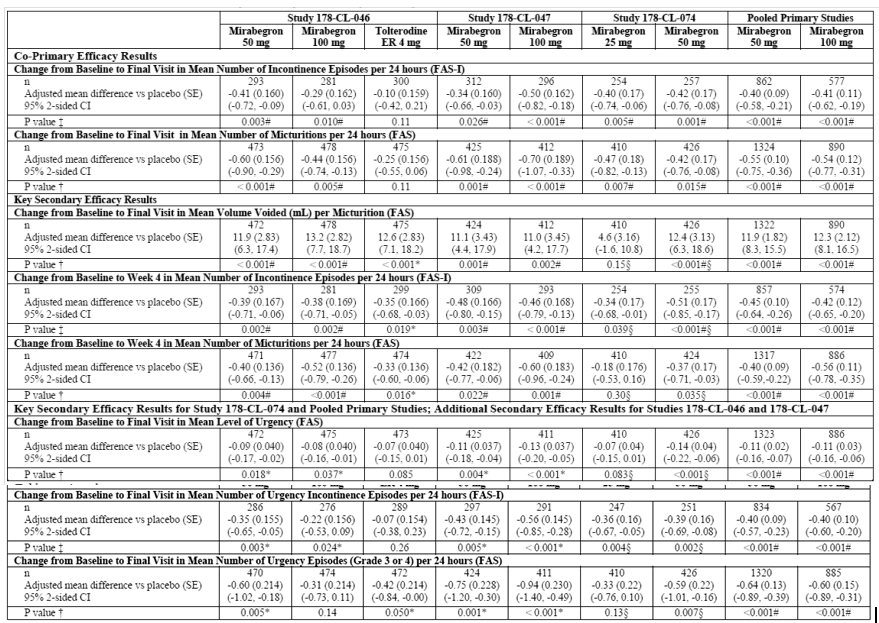 Study 178-CL-046 Study 178-CL-047 Study 178-CL-074 Pooled Primary Studies
Mirabegron Mirabegron Tolterodine Mirabegron Mirabegron Mirabegron Mirabegron Mirabegron Mirabegron
50 mg 100 mg ER 4 mg 50 mg 100 mg 25 mg 50 mg 50 mg 100 mg
Co-Primary Efficacy Results
Change from Baseline to Final Visit in Mean Number of Incontinence Episodes per 24 hours (FAS-I)
n 293 281 300 312 296 254 257 862 577
Adjusted mean difference vs placebo (SE) -0.41 (0.160) -0.29 (0.162) -0.10 (0.159) -0.34 (0.160) -0.50 (0.162) -0.40 (0.17) -0.42 (0.17) -0.40 (0.09) -0.41 (0.11)
95% 2-sided CI (-0.72, -0.09) (-0.61, 0.03) (-0.42, 0.21) (-0.66, -0.03) (-0.82, -0.18) (-0.74, -0.06) (-0.76, -0.08) (-0.58, -0.21) (-0.62, -0.19)
P value ‡ 0.003# 0.010# 0.11 0.026# < 0.001# 0.005# 0.001# <0.001# <0.001#
Change from Baseline to Final Visit in Mean Number of Micturitions per 24 hours (FAS)
n 473 478 475 425 412 410 426 1324 890
Adjusted mean difference vs placebo (SE) -0.60 (0.156) -0.44 (0.156) -0.25 (0.156) -0.61 (0.188) -0.70 (0.189) -0.47 (0.18) -0.42 (0.17) -0.55 (0.10) -0.54 (0.12)
95% 2-sided CI (-0.90, -0.29) (-0.74, -0.13) (-0.55, 0.06) (-0.98, -0.24) (-1.07, -0.33) (-0.82, -0.13) (-0.76, -0.08) (-0.75, -0.36) (-0.77, -0.31)
P value † < 0.001# 0.005# 0.11 0.001# < 0.001# 0.007# 0.015# <0.001# <0.001#
Key Secondary Efficacy Results
Change from Baseline to Final Visit in Mean Volume Voided (mL) per Micturition (FAS)
n 472 478 475 424 412 410 426 1322 890
Adjusted mean difference vs placebo (SE) 11.9 (2.83) 13.2 (2.82) 12.6 (2.83) 11.1 (3.43) 11.0 (3.45) 4.6 (3.16) 12.4 (3.13) 11.9 (1.82) 12.3 (2.12)
95% 2-sided CI (6.3, 17.4) (7.7, 18.7) (7.1, 18.2) (4.4, 17.9) (4.2, 17.7) (-1.6, 10.8) (6.3, 18.6) (8.3, 15.5) (8.1, 16.5)
P value † < 0.001# < 0.001# < 0.001* 0.001# 0.002# 0.15§ <0.001#§ <0.001# <0.001#
Change from Baseline to Week 4 in Mean Number of Incontinence Episodes per 24 hours (FAS-I)
n 293 281 299 309 293 254 255 857 574
Adjusted mean difference vs placebo (SE) -0.39 (0.167) -0.38 (0.169) -0.35 (0.166) -0.48 (0.166) -0.46 (0.168) -0.34 (0.17) -0.51 (0.17) -0.45 (0.10) -0.42 (0.12)
95% 2-sided CI (-0.71, -0.06) (-0.71, -0.05) (-0.68, -0.03) (-0.80, -0.15) (-0.79, -0.13) (-0.68, -0.01) (-0.85, -0.17) (-0.64, -0.26) (-0.65, -0.20)
P value ‡ 0.002# 0.002# 0.019* 0.003# < 0.001# 0.039§ <0.001#§ <0.001# <0.001#
Change from Baseline to Week 4 in Mean Number of Micturitions per 24 hours (FAS)
n 471 477 474 422 409 410 424 1317 886
Adjusted mean difference vs placebo (SE) -0.40 (0.136) -0.52 (0.136) -0.33 (0.136) -0.42 (0.182) -0.60 (0.183) -0.18 (0.176) -0.37 (0.17) -0.40 (0.09) -0.56 (0.11)
95% 2-sided CI (-0.66, -0.13) (-0.79, -0.26) (-0.60, -0.06) (-0.77, -0.06) (-0.96, -0.24) (-0.53, 0.16) (-0.71, -0.03) (-0.59,-0.22) (-0.78, -0.35)
P value † 0.004# <0.001# 0.016* 0.022# 0.001# 0.30§ 0.035§ <0.001# <0.001#
Key Secondary Efficacy Results for Study 178-CL-074 and Pooled Primary Studies; Additional Secondary Efficacy Results for Studies 178-CL-046 and 178-CL-047
Change from Baseline to Final Visit in Mean Level of Urgency (FAS)
n 472 475 473 425 411 410 426 1323 886
Adjusted mean difference vs placebo (SE) -0.09 (0.040) -0.08 (0.040) -0.07 (0.040) -0.11 (0.037) -0.13 (0.037) -0.07 (0.04) -0.14 (0.04) -0.11 (0.02) -0.11 (0.03)
95% 2-sided CI (-0.17, -0.02) (-0.16, -0.01) (-0.15, 0.01) (-0.18, -0.04) (-0.20, -0.05) (-0.15, 0.01) (-0.22, -0.06) (-0.16, -0.07) (-0.16, -0.06)
P value † 0.018* 0.037* 0.085 0.004* < 0.001* 0.083§ <0.001§ <0.001# <0.001#
Change from Baseline to Final Visit in Mean Number of Urgency Incontinence Episodes per 24 hours (FAS-I)
n 286 276 289 297 291 247 251 834 567
Adjusted mean difference vs placebo (SE) -0.35 (0.155) -0.22 (0.156) -0.07 (0.154) -0.43 (0.145) -0.56 (0.145) -0.36 (0.16) -0.39 (0.16) -0.40 (0.09) -0.40 (0.10)
95% 2-sided CI (-0.65, -0.05) (-0.53, 0.09) (-0.38, 0.23) (-0.72, -0.15) (-0.85, -0.28) (-0.67, -0.05) (-0.69, -0.08) (-0.57, -0.23) (-0.60, -0.20)
P value ‡ 0.003* 0.024* 0.26 0.005* < 0.001* 0.004§ 0.002§ <0.001# <0.001#
Change from Baseline to Final Visit in Mean Number of Urgency Episodes (Grade 3 or 4) per 24 hours (FAS)
n 470 474 472 424 411 410 426 1320 885
Adjusted mean difference vs placebo (SE) -0.60 (0.214) -0.31 (0.214) -0.42 (0.214) -0.75 (0.228) -0.94 (0.230) -0.33 (0.22) -0.59 (0.22) -0.64 (0.13) -0.60 (0.15)
95% 2-sided CI (-1.02, -0.18) (-0.73, 0.11) (-0.84, -0.00) (-1.20, -0.30) (-1.40, -0.49) (-0.76, 0.10) (-1.01, -0.16) (-0.89, -0.39) (-0.89, -0.31)
P value † 0.005* 0.14 0.050* 0.001* < 0.001* 0.13§ 0.007§ <0.001# <0.001#